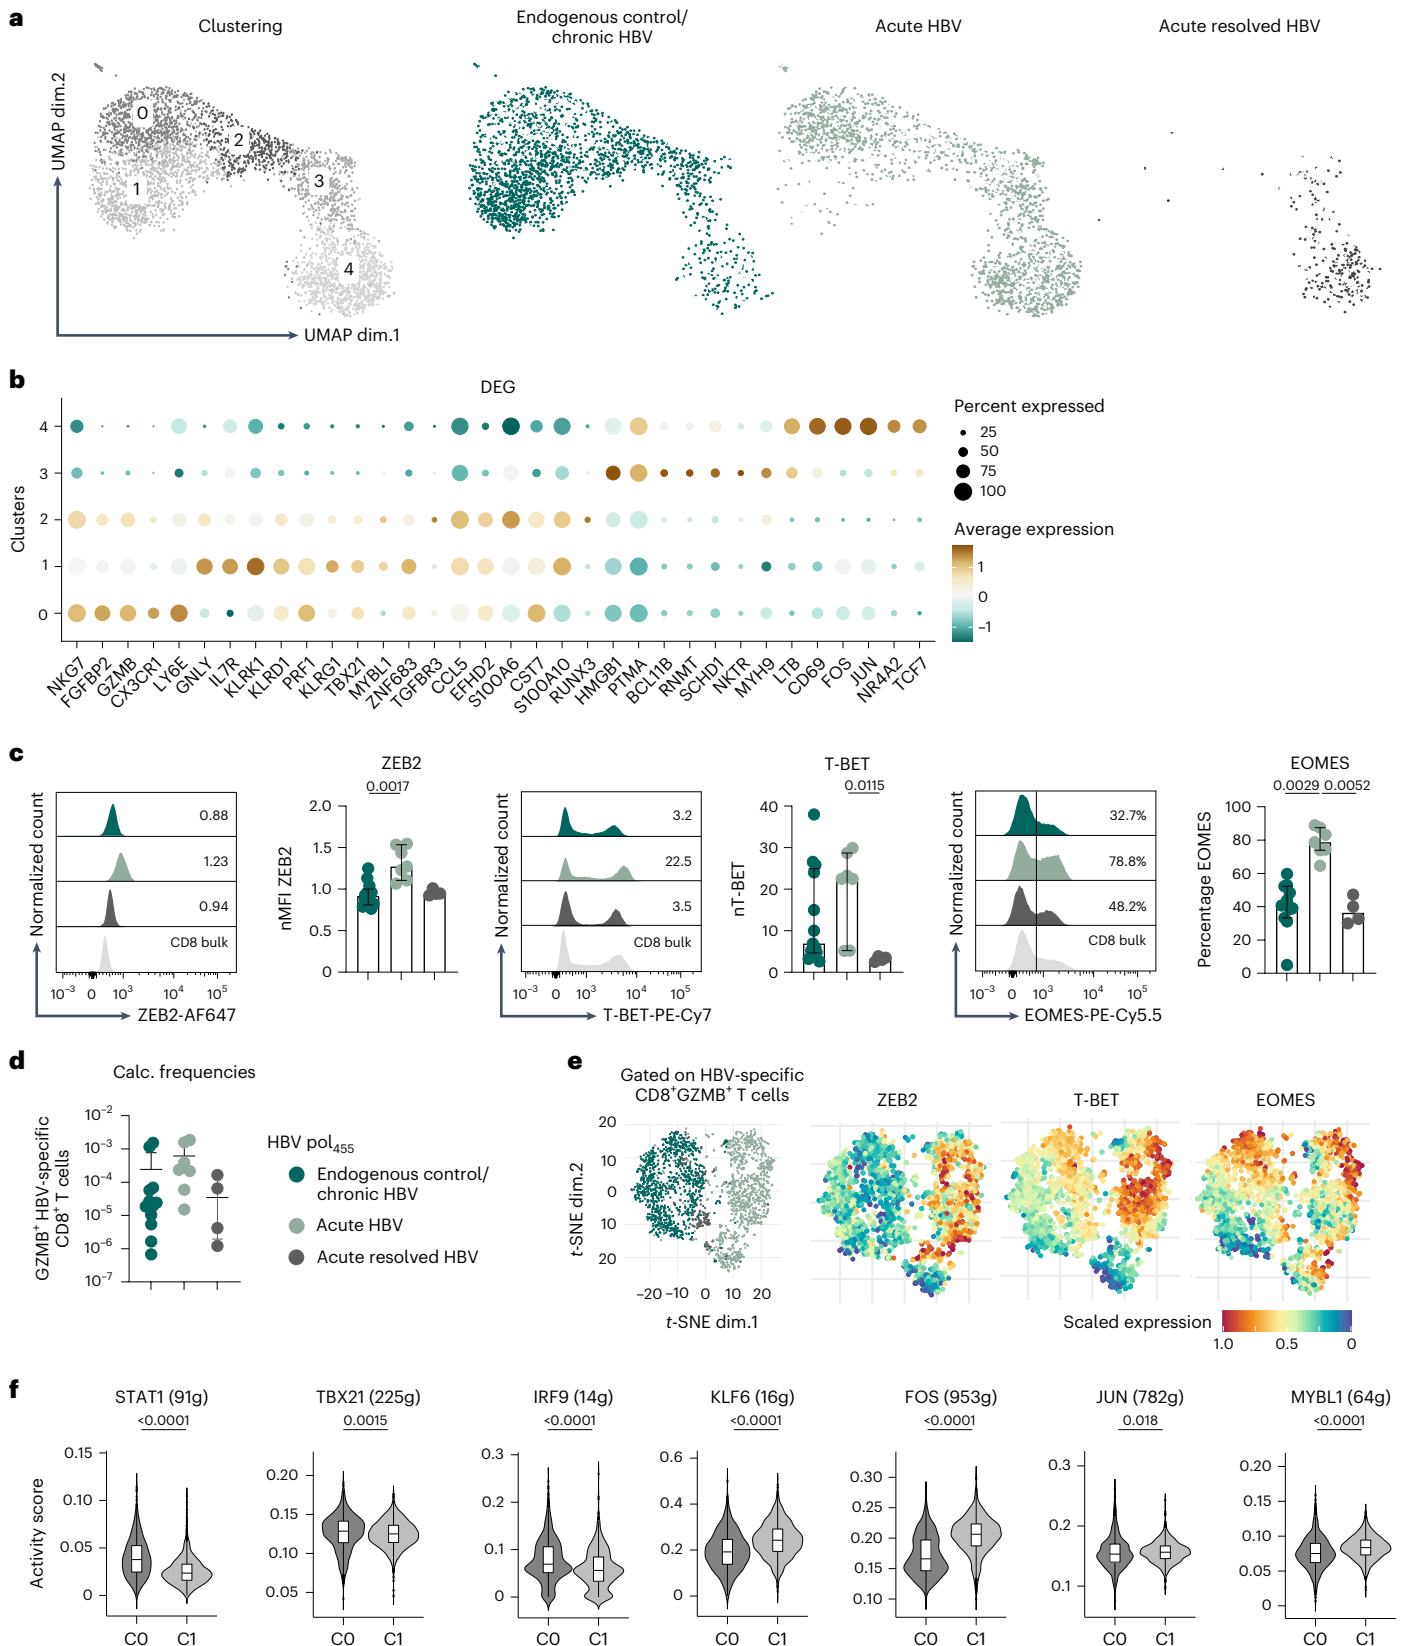 a
Clustering
Endogenous control/
chronic HBV
Acute HBV
Acute resolved HBV
UMAP dim.2
0
1
2
3
4
UMAP dim.1
b
DEG
Clusters
4
3
2
1
0
NKG7
FGFBP2
GZMB
CX3CR1
LY6E
GNLY
IL7R
KLRK1
KLRD1
PRF1
KLRG1
TBX21
MYBL1
ZNF683
TGFBR3
CCL5
EFHD2
S100A6
CST7
S100A10
RUNX3
HMGB1
PTMA
BCL11B
RNMT
SCHD1
NKTR
MYH9
LTB
CD69
FOS
JUN
NR4A2
TCF7
Percent expressed
25
50
75
100
Average expression
1
0
–1
c
Normalized count
0.88
1.23
0.94
CD8 bulk
10⁻³ 0 10³ 10⁴ 10⁵
ZEB2-AF647
ZEB2
0.0017
nMFI ZEB2
2.0
1.5
1.0
0.5
0
Normalized count
3.2
22.5
3.5
CD8 bulk
10⁻³ 0 10³ 10⁴ 10⁵
T-BET-PE-Cy7
T-BET
0.0115
nT-BET
40
30
20
10
0
Normalized count
32.7%
78.8%
48.2%
CD8 bulk
10⁻³ 0 10³ 10⁴ 10⁵
EOMES-PE-Cy5.5
EOMES
0.0029 0.0052
Percentage EOMES
100
80
60
40
20
0
d
Calc. frequencies
GZMB⁺ HBV-specific
CD8⁺ T cells
10⁻²
10⁻³
10⁻⁴
10⁻⁵
10⁻⁶
10⁻⁷
HBV pol₄₅₅
Endogenous control/
chronic HBV
Acute HBV
Acute resolved HBV
e
Gated on HBV-specific
CD8⁺GZMB⁺ T cells
t-SNE dim.2
20
10
0
10
20
–20 –10 0 10 20
t-SNE dim.1
ZEB2
T-BET
EOMES
Scaled expression
1.0 0.5 0
f
Activity score
STAT1 (91g)
<0.0001
0.15
0.10
0.05
0
C0 C1
TBX21 (225g)
0.0015
0.20
0.15
0.10
0.05
C0 C1
IRF9 (14g)
<0.0001
0.3
0.2
0.1
0
C0 C1
KLF6 (16g)
<0.0001
0.6
0.4
0.2
0
C0 C1
FOS (953g)
<0.0001
0.30
0.25
0.20
0.15
0.10
C0 C1
JUN (782g)
0.018
0.3
0.2
0.1
C0 C1
MYBL1 (64g)
<0.0001
0.20
0.15
0.10
0.05
0
C0 C1